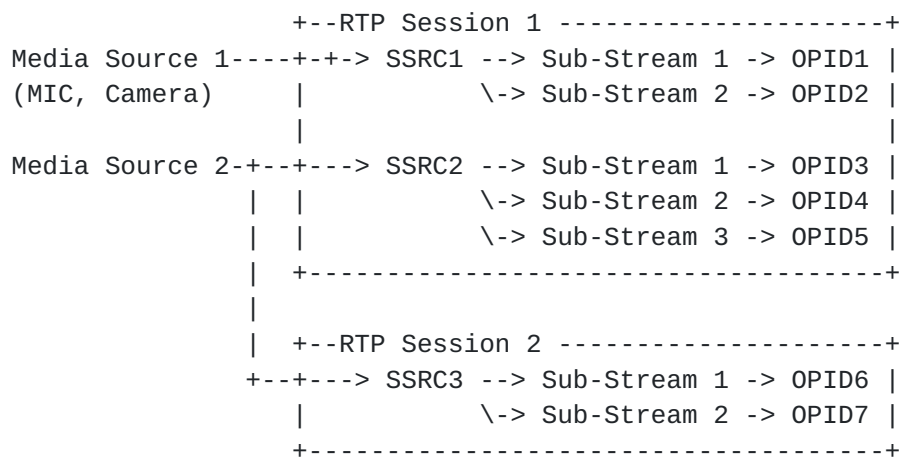 +--RTP Session 1 ---------------------+
Media Source 1----+-+-> SSRC1 --> Sub-Stream 1 -> OPID1 |
(MIC, Camera)     |           \-> Sub-Stream 2 -> OPID2 |
                  |                                     |
Media Source 2-+--+---> SSRC2 --> Sub-Stream 1 -> OPID3 |
               |  |           \-> Sub-Stream 2 -> OPID4 |
               |  |           \-> Sub-Stream 3 -> OPID5 |
               |  +-------------------------------------+
               |
               |  +--RTP Session 2 ---------------------+
               +--+---> SSRC3 --> Sub-Stream 1 -> OPID6 |
                  |           \-> Sub-Stream 2 -> OPID7 |
                  +-------------------------------------+